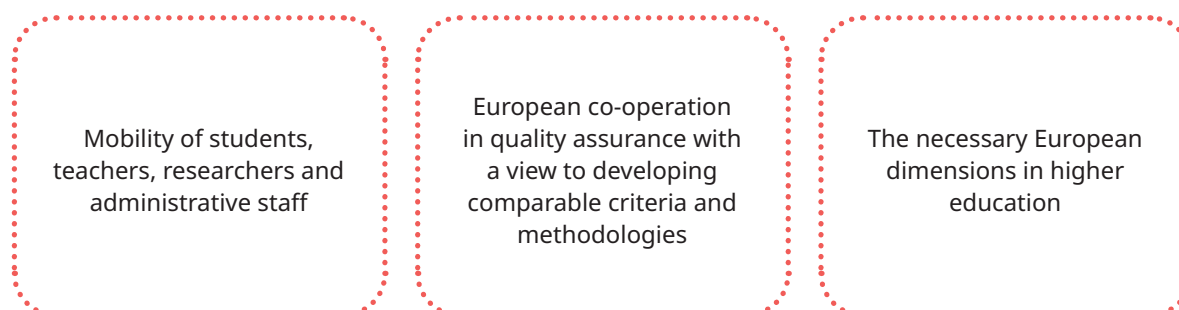 Mobility of students,
teachers, researchers and
administrative staff
European co-operation
in quality assurance with
a view to developing
comparable criteria and
methodologies
The necessary European
dimensions in higher
education